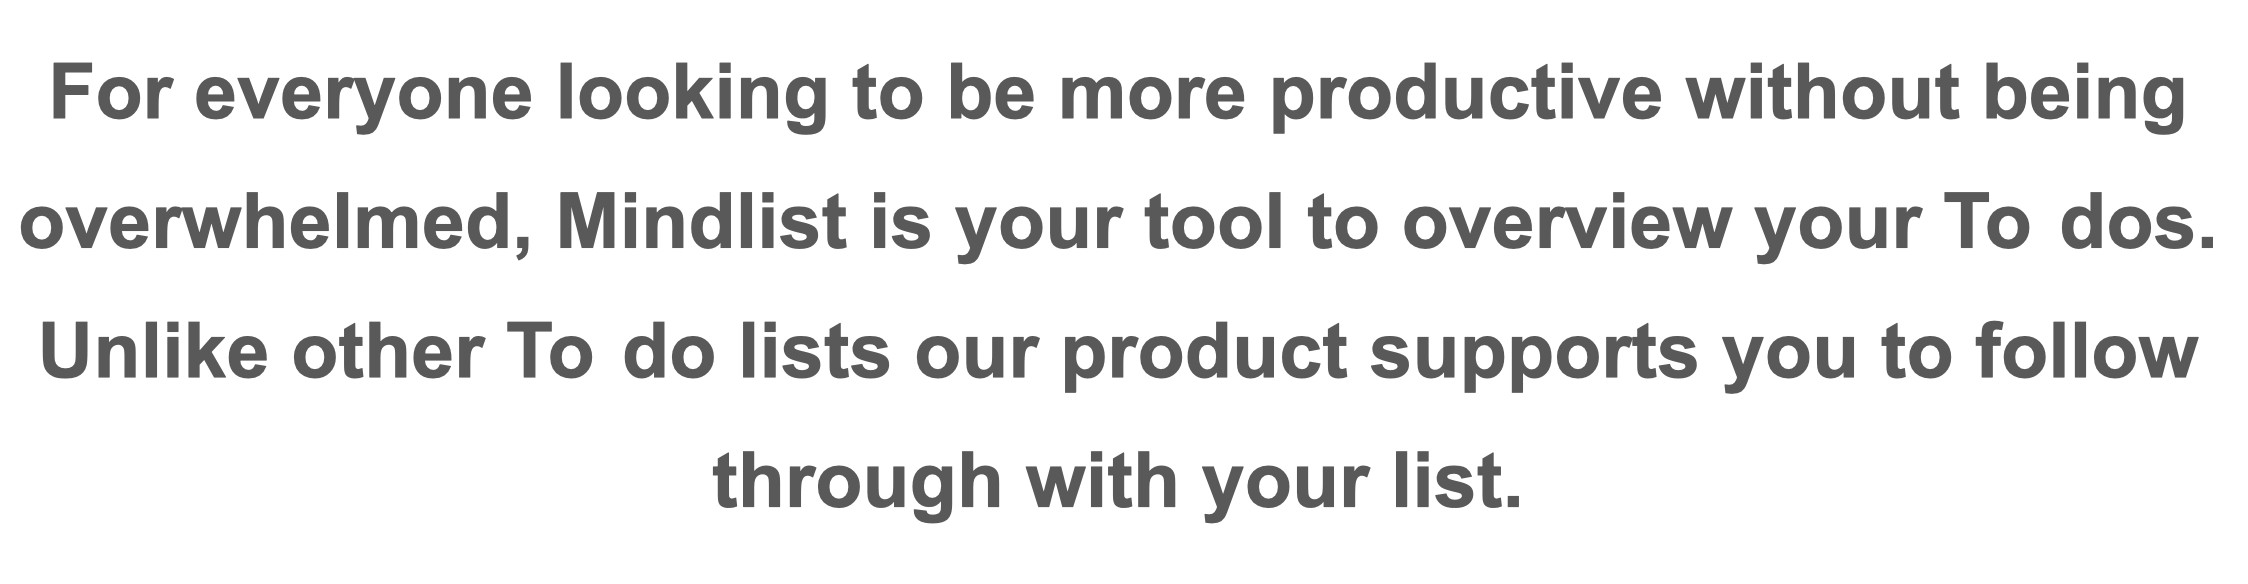 For everyone looking to be more productive without being
overwhelmed, Mindlist is your tool to overview your To dos.
Unlike other To do lists our product supports you to follow
through with your list.